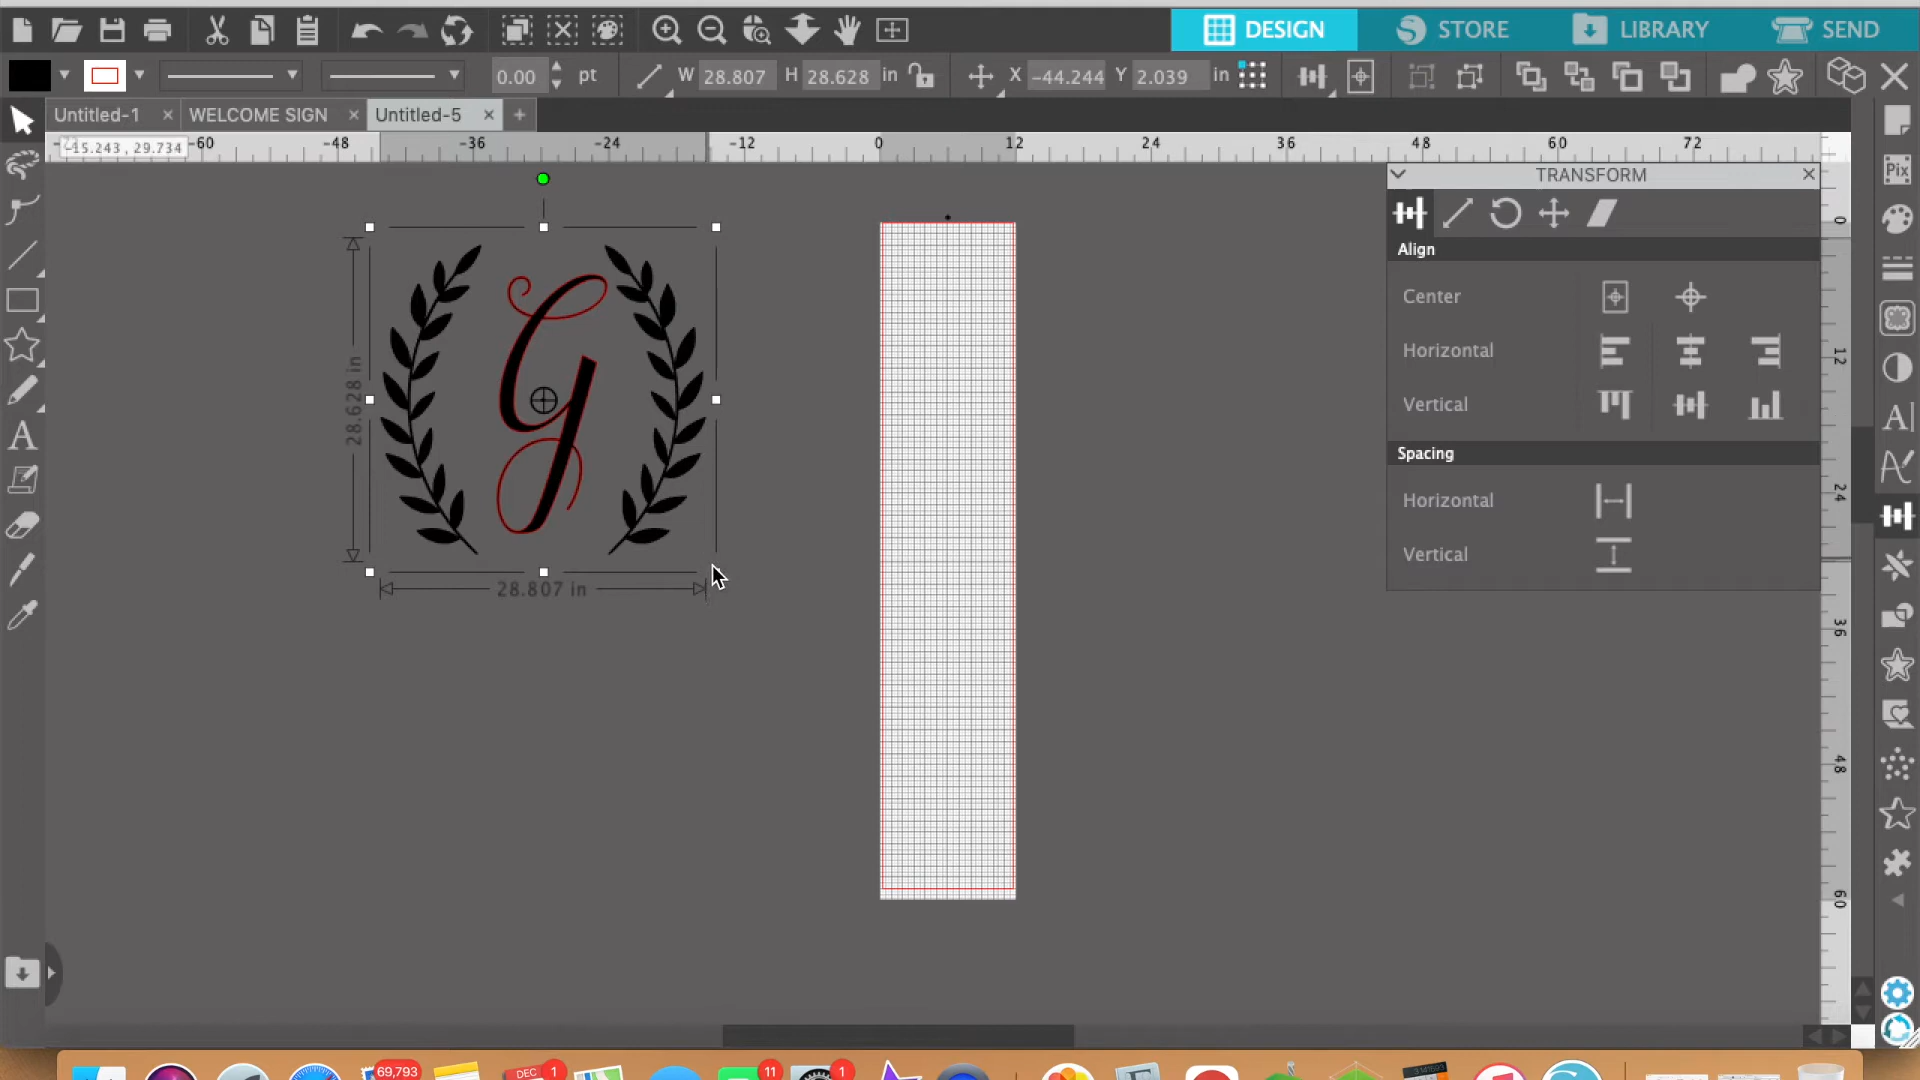 DESIGN STORE LIBRARY SEND
0.00 pt W 28.807 H 28.628 in X -44.244 Y 2.039 in
Untitled-1 WELCOME SIGN Untitled-5
-15.243 , 29.734 -60 -48 -36 -24 -12 0 12 24 36 48 60 72
TRANSFORM
Pix
Align
Center
Horizontal
Vertical
Spacing
Horizontal
Vertical
G
28.628 in
28.807 in
0
12
24
36
48
60
A
69,793 DEC 1 11 1